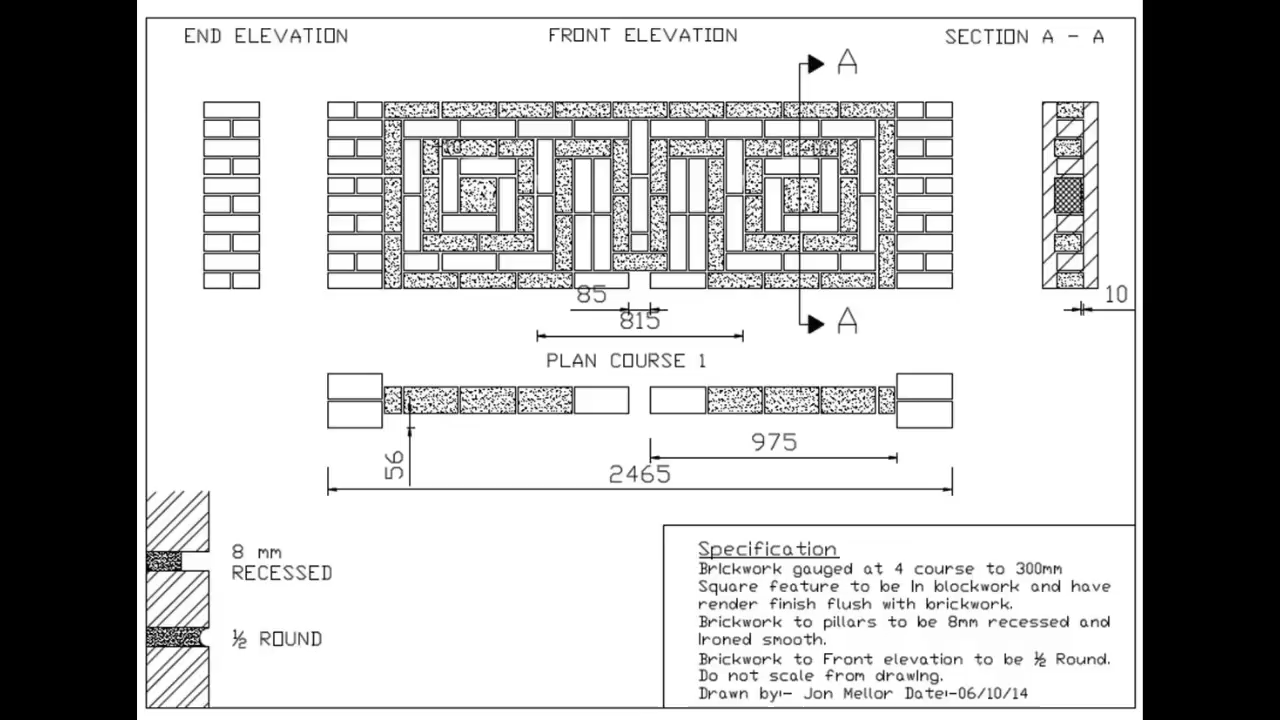 END ELEVATION
FRONT ELEVATION
SECTION A - A
A
A
85
815
10
PLAN COURSE 1
975
56
2465
8 mm
RECESSED
½ ROUND
Specification
Brickwork gauged at 4 course to 300mm
Square feature to be in blockwork and have
render finish flush with brickwork.
Brickwork to pillars to be 8mm recessed and
Ironed smooth.
Brickwork to Front elevation to be ½ Round.
Do not scale from drawing.
Drawn by:- Jon Mellor Date:-06/10/14